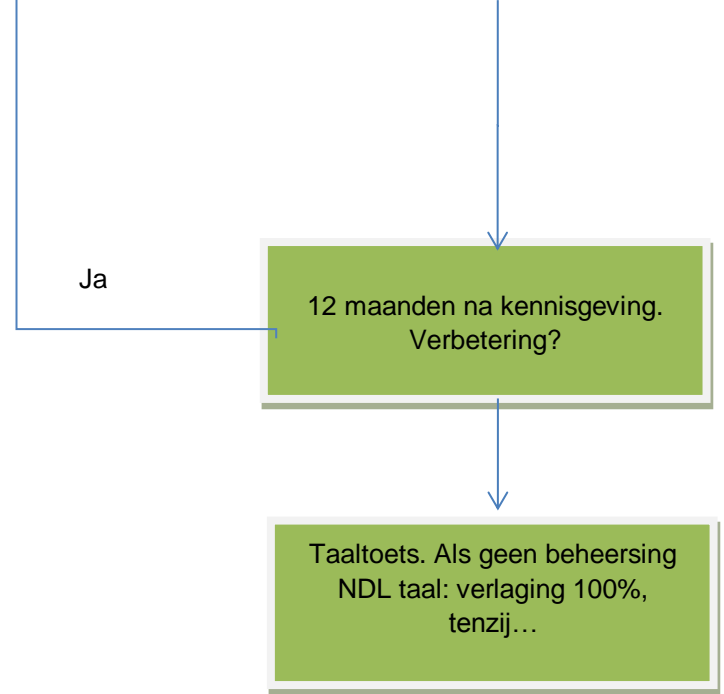 Ja
12 maanden na kennisgeving.
Verbetering?
Taaltoets. Als geen beheersing
NDL taal: verlaging 100%,
tenzij…